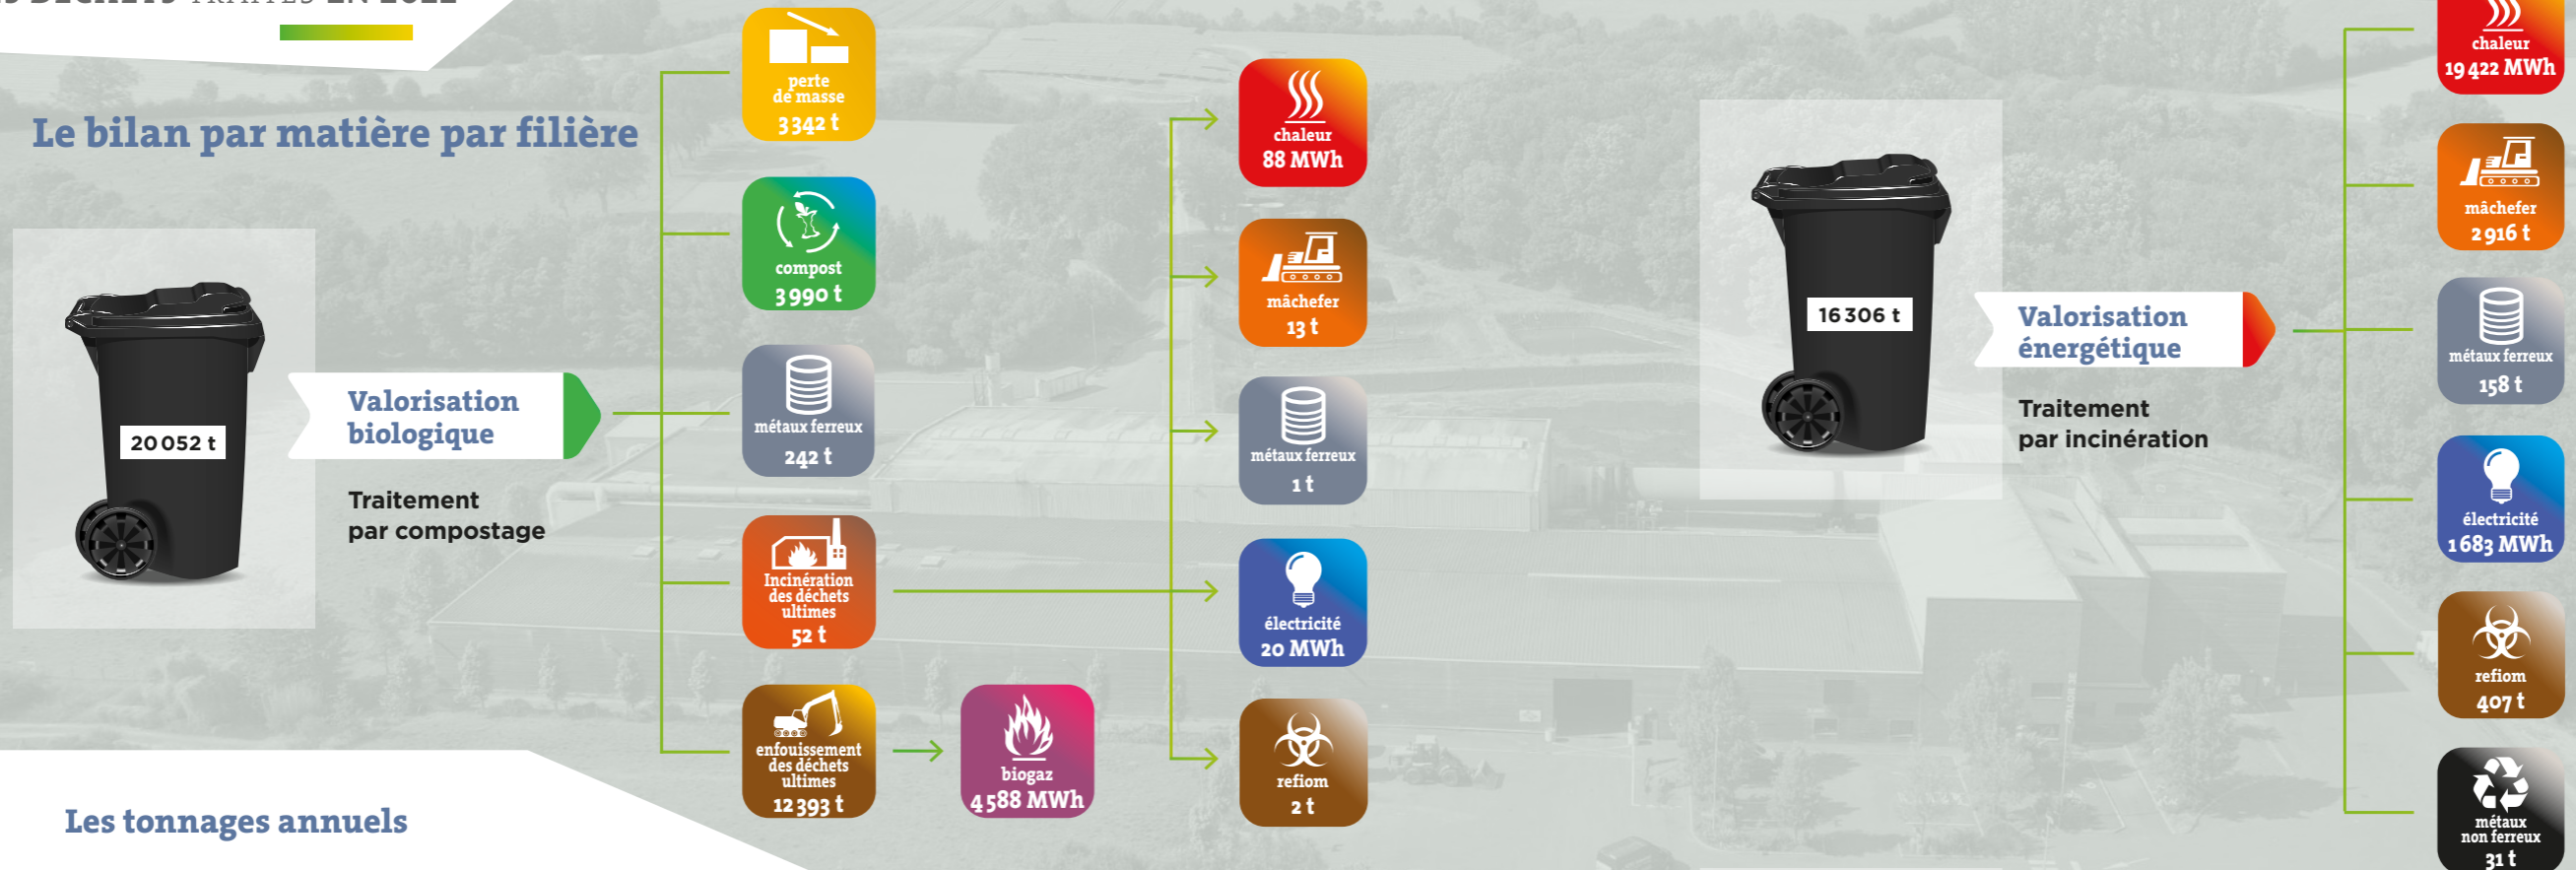 DÉCHETS TRAITÉS EN 2022
Le bilan par matière par filière
20 052 t
Valorisation
biologique
Traitement
par compostage
perte
de masse
3 342 t
compost
3 990 t
métaux ferreux
242 t
Incinération
des déchets
ultimes
52 t
enfouissement
des déchets
ultimes
12 393 t
biogaz
4 588 MWh
chaleur
88 MWh
mâchefer
13 t
métaux ferreux
1 t
électricité
20 MWh
refiom
2 t
16 306 t
Valorisation
énergétique
Traitement
par incinération
chaleur
19 422 MWh
mâchefer
2 916 t
métaux ferreux
158 t
électricité
1 683 MWh
refiom
407 t
métaux
non ferreux
31 t
Les tonnages annuels